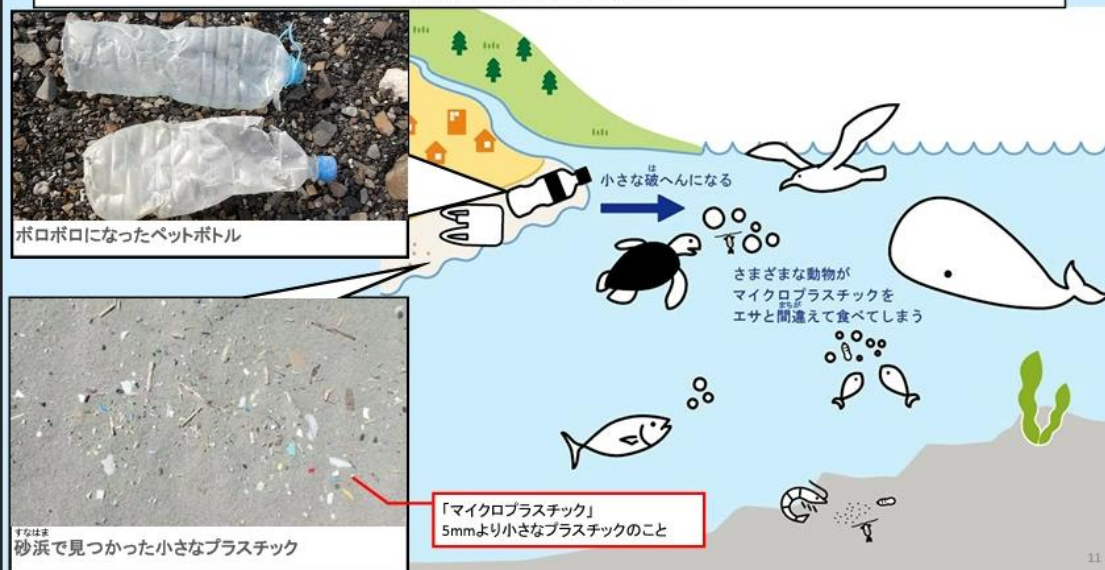 ボロボロになったペットボトル
小さな破へんになる
さまざまな動物が
マイクロプラスチックを
エサと間違えて食べてしまう
砂浜で見つかった小さなプラスチック
「マイクロプラスチック」
5mmより小さなプラスチックのこと
11